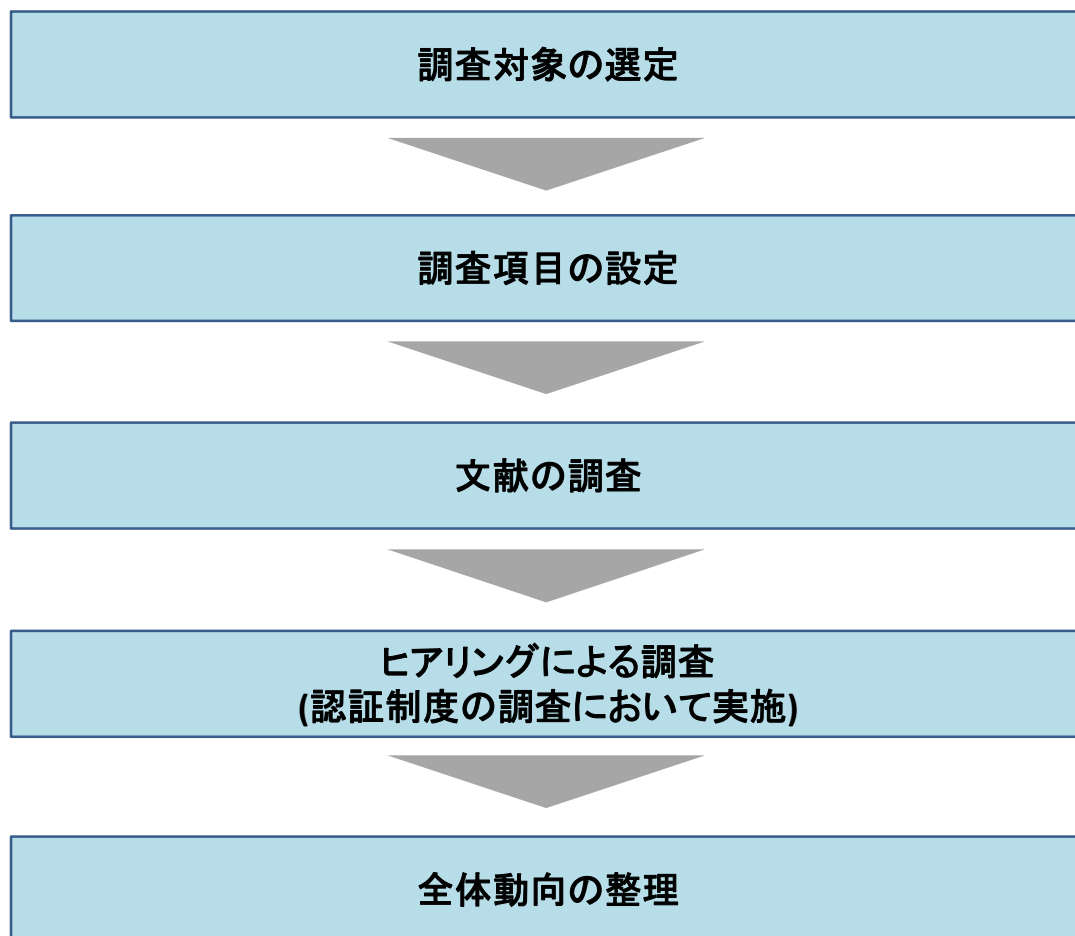 調査対象の選定
調査項目の設定
文献の調査
ヒアリングによる調査
(認証制度の調査において実施)
全体動向の整理